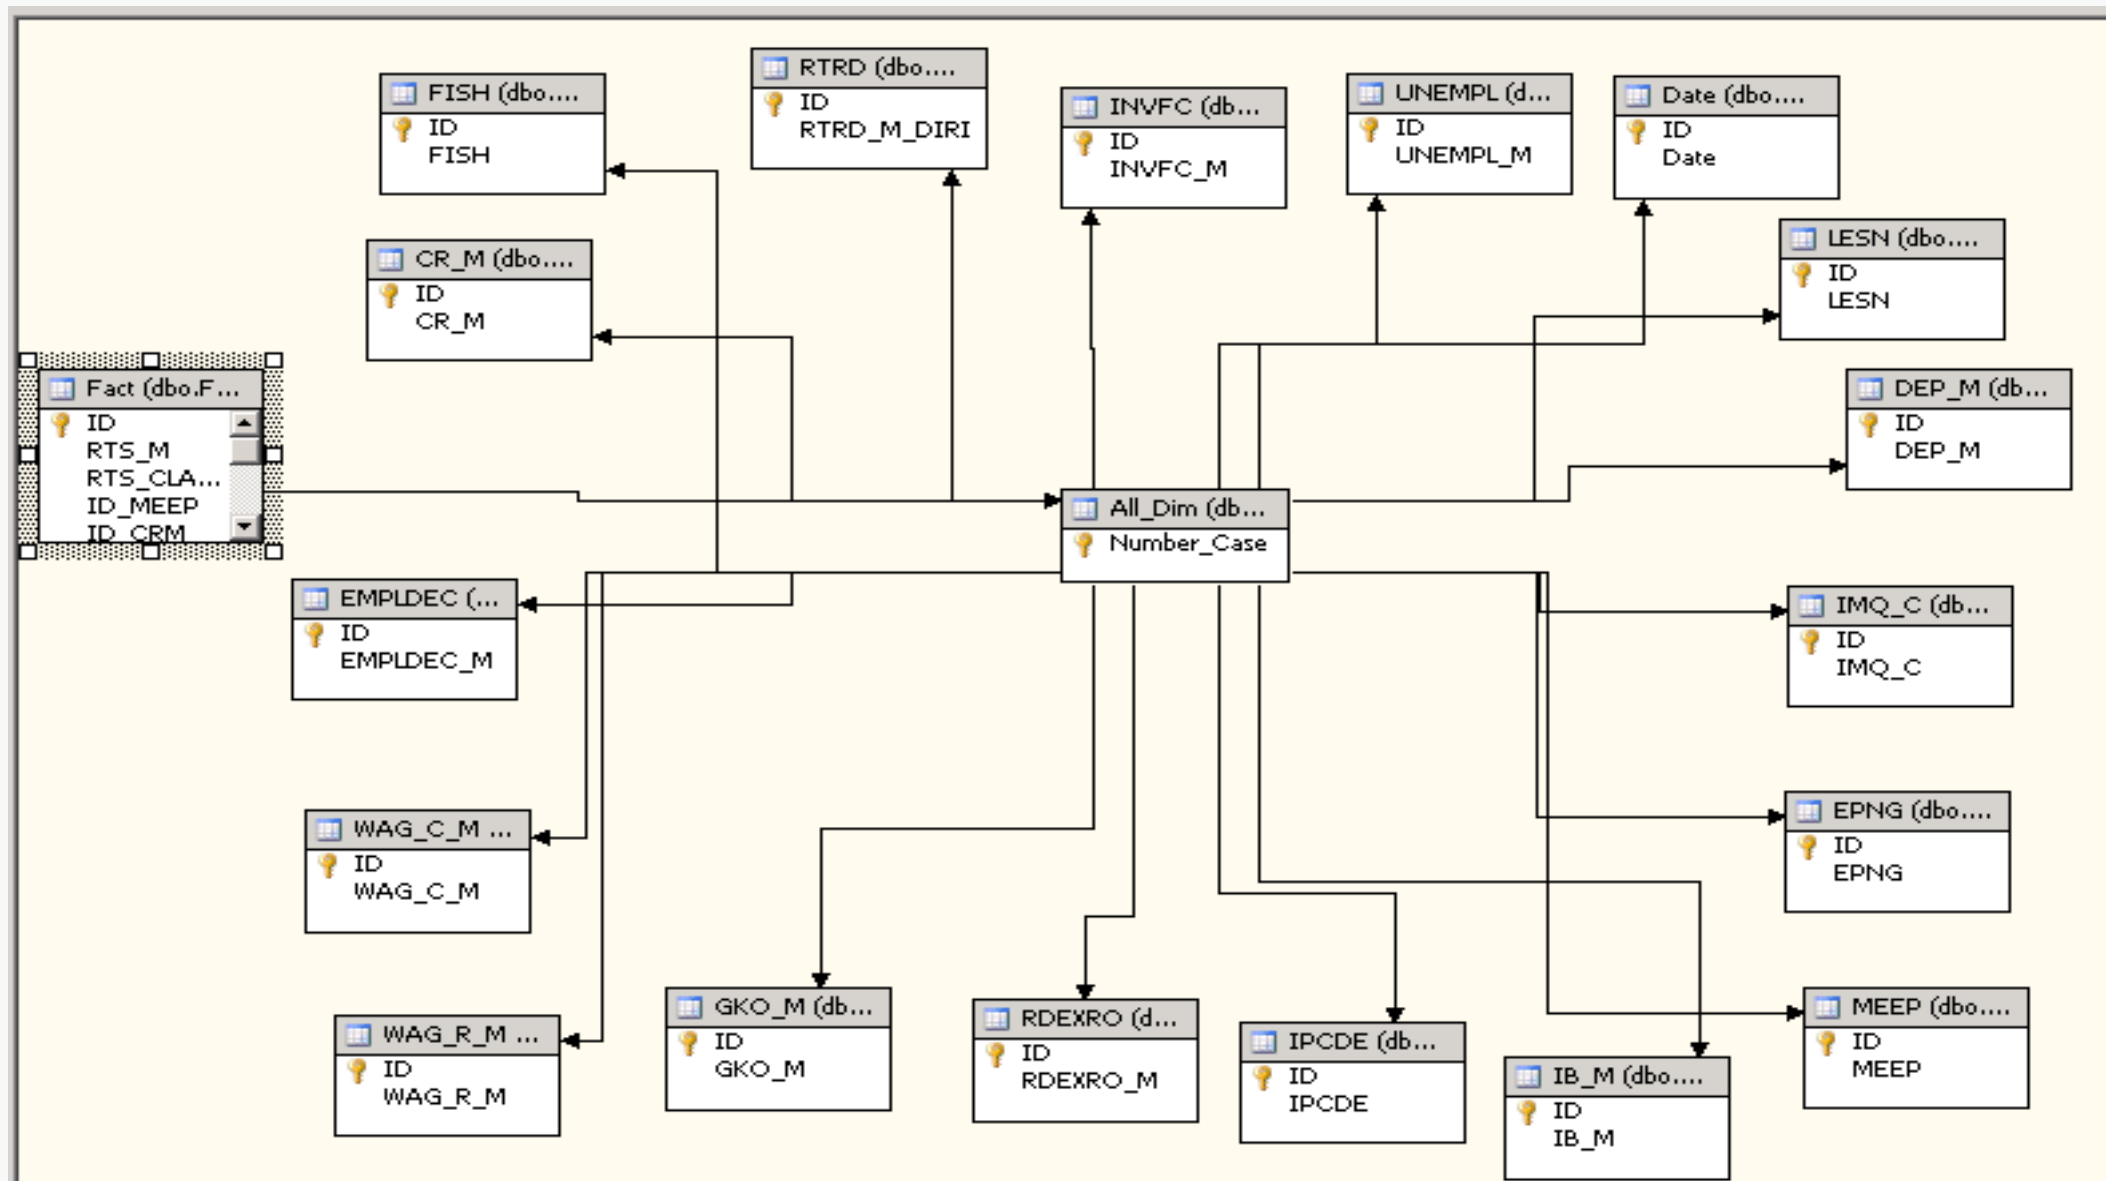 FISH (dbo....
ID
FISH
RTRD (dbo....
ID
RTRD_M_DIRI
INVFC (db...
ID
INVFC_M
UNEMPL (d...
ID
UNEMPL_M
Date (dbo....
ID
Date
CR_M (dbo....
ID
CR_M
LESN (dbo....
ID
LESN
Fact (dbo.F...
ID
RTS_M
RTS_CLA...
ID_MEEP
ID_CRM
DEP_M (db...
ID
DEP_M
All_Dim (db...
Number_Case
EMPLDEC (...
ID
EMPLDEC_M
IMQ_C (db...
ID
IMQ_C
WAG_C_M ...
ID
WAG_C_M
EPNG (dbo....
ID
EPNG
WAG_R_M ...
ID
WAG_R_M
GKO_M (db...
ID
GKO_M
RDEXRO (d...
ID
RDEXRO_M
IPCDE (db...
ID
IPCDE
IB_M (dbo....
ID
IB_M
MEEP (dbo....
ID
MEEP